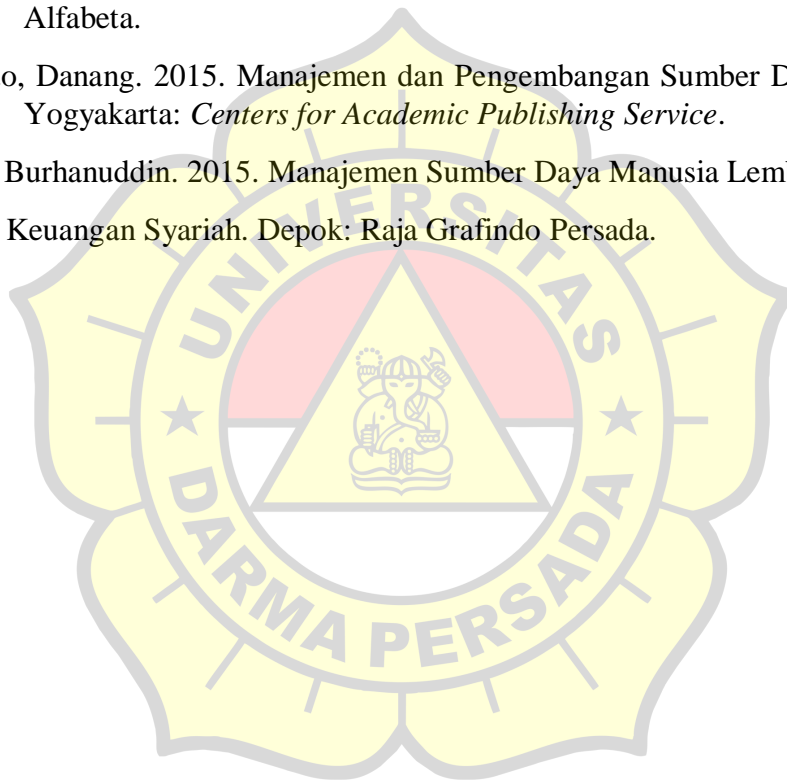 Alfabeta.
o, Danang. 2015. Manajemen dan Pengembangan Sumber D
Yogyakarta: Centers for Academic Publishing Service.
Burhanuddin. 2015. Manajemen Sumber Daya Manusia Lem
Keuangan Syariah. Depok: Raja Grafindo Persada.
UNIVERSITAS
DARMA PERSADA